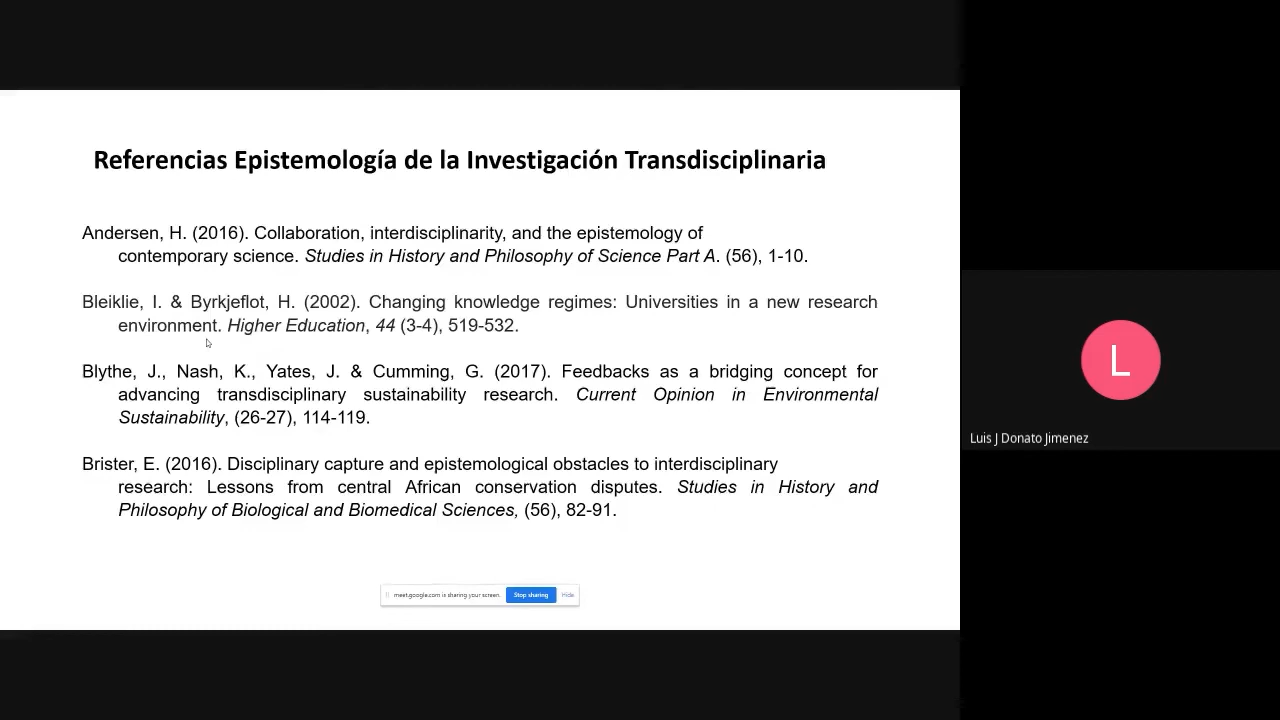 Referencias Epistemología de la Investigación Transdisciplinaria
Andersen, H. (2016). Collaboration, interdisciplinarity, and the epistemology of
contemporary science. Studies in History and Philosophy of Science Part A. (56), 1-10.
Bleiklie, I. & Byrkjeflot, H. (2002). Changing knowledge regimes: Universities in a new research
environment. Higher Education, 44 (3-4), 519-532.
Blythe, J., Nash, K., Yates, J. & Cumming, G. (2017). Feedbacks as a bridging concept for
advancing transdisciplinary sustainability research. Current Opinion in Environmental
Sustainability, (26-27), 114-119.
Brister, E. (2016). Disciplinary capture and epistemological obstacles to interdisciplinary
research: Lessons from central African conservation disputes. Studies in History and
Philosophy of Biological and Biomedical Sciences, (56), 82-91.
meet.google.com is sharing your screen. Stop sharing Hide
L
Luis J Donato Jimenez